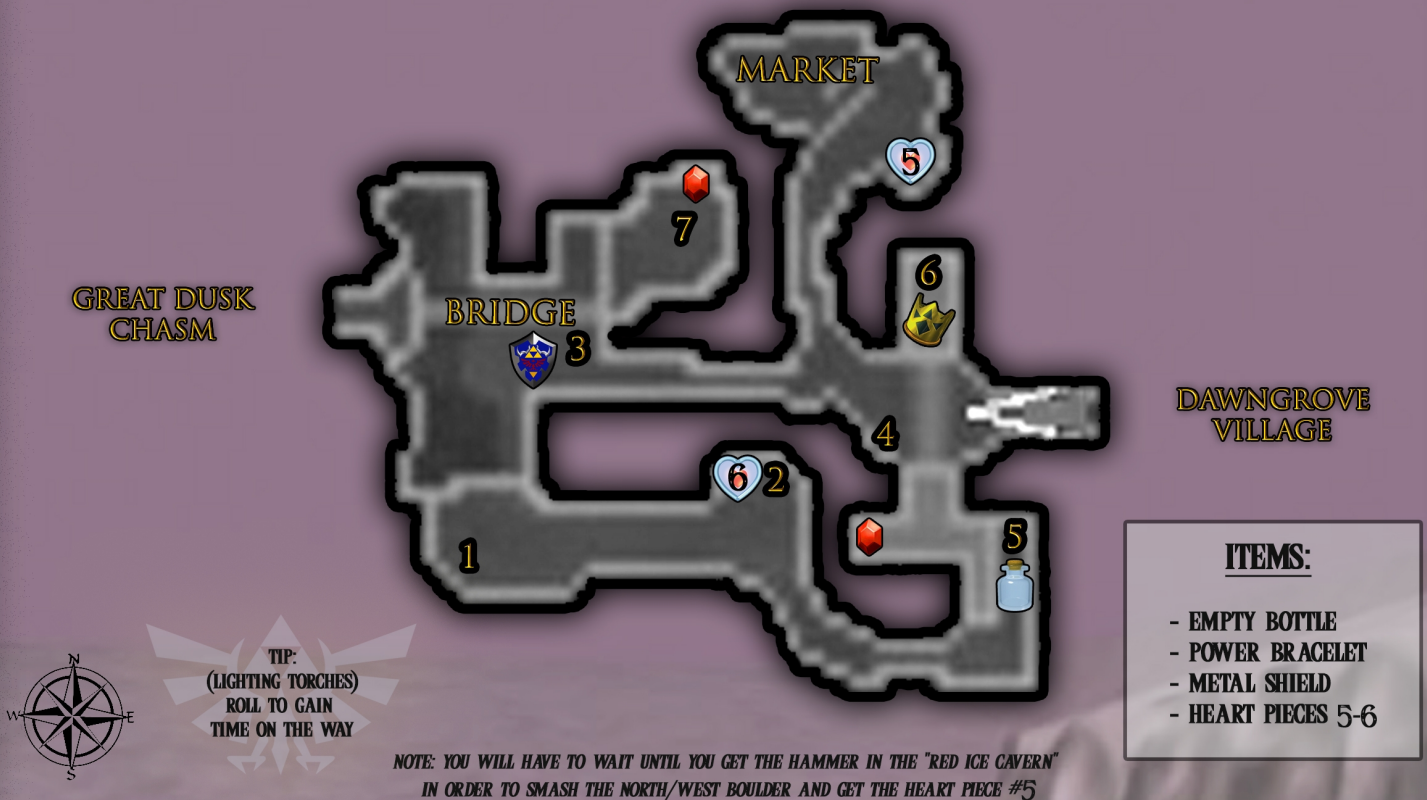 MARKET
5
7
6
GREAT DUSK
CHASM
BRIDGE
3
DAWNGROVE
VILLAGE
4
6 2
5
1
ITEMS:
- EMPTY BOTTLE
- POWER BRACELET
- METAL SHIELD
- HEART PIECES 5-6
N
W E
S
TIP:
(LIGHTING TORCHES)
ROLL TO GAIN
TIME ON THE WAY
NOTE: YOU WILL HAVE TO WAIT UNTIL YOU GET THE HAMMER IN THE "RED ICE CAVERN"
IN ORDER TO SMASH THE NORTH/WEST BOULDER AND GET THE HEART PIECE #5